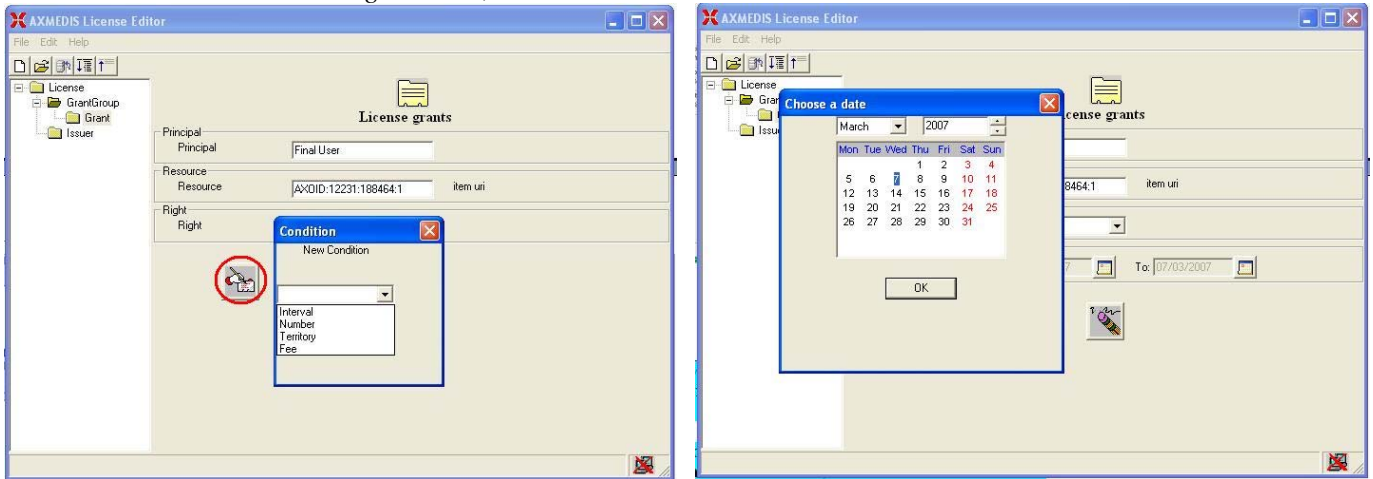 AXMEDIS License Editor
File Edit Help
License
GrantGroup
Grant
Issuer
License grants
Principal
Principal Final User
Resource
Resource AXOID:12231:188464:1 item uri
Right
Right
Condition
New Condition
Interval
Number
Territory
Fee
AXMEDIS License Editor
File Edit Help
License
License grants
Choose a date
March 2007
Mon Tue Wed Thu Fri Sat Sun
1 2 3 4
5 6 7 8 9 10 11
12 13 14 15 16 17 18
19 20 21 22 23 24 25
26 27 28 29 30 31
OK
8464:1 item uri
7 To: 07/03/2007